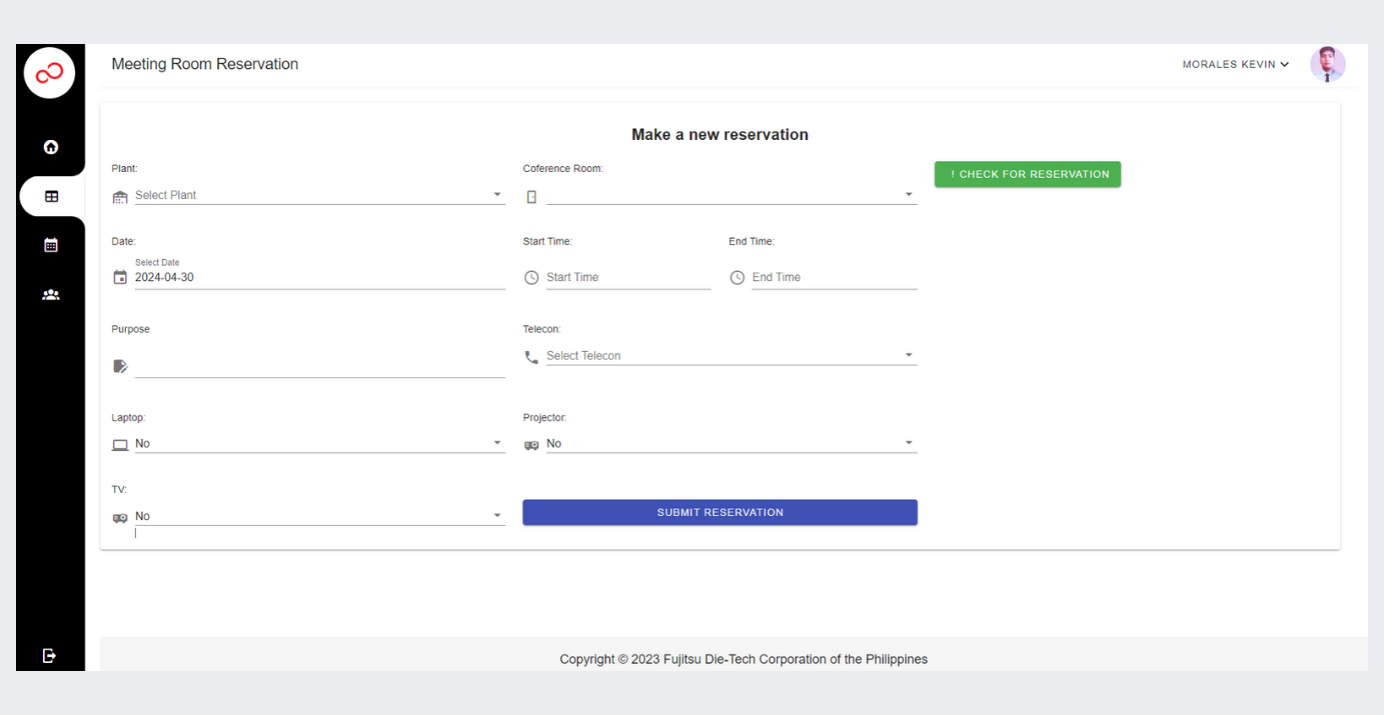 Meeting Room Reservation
MORALES KEVIN
Make a new reservation
Plant:
Select Plant
Coference Room:
! CHECK FOR RESERVATION
Date:
Select Date
2024-04-30
Start Time:
Start Time
End Time:
End Time
Purpose
Telecon:
Select Telecon
Laptop:
No
Projector:
No
TV:
No
SUBMIT RESERVATION
Copyright © 2023 Fujitsu Die-Tech Corporation of the Philippines